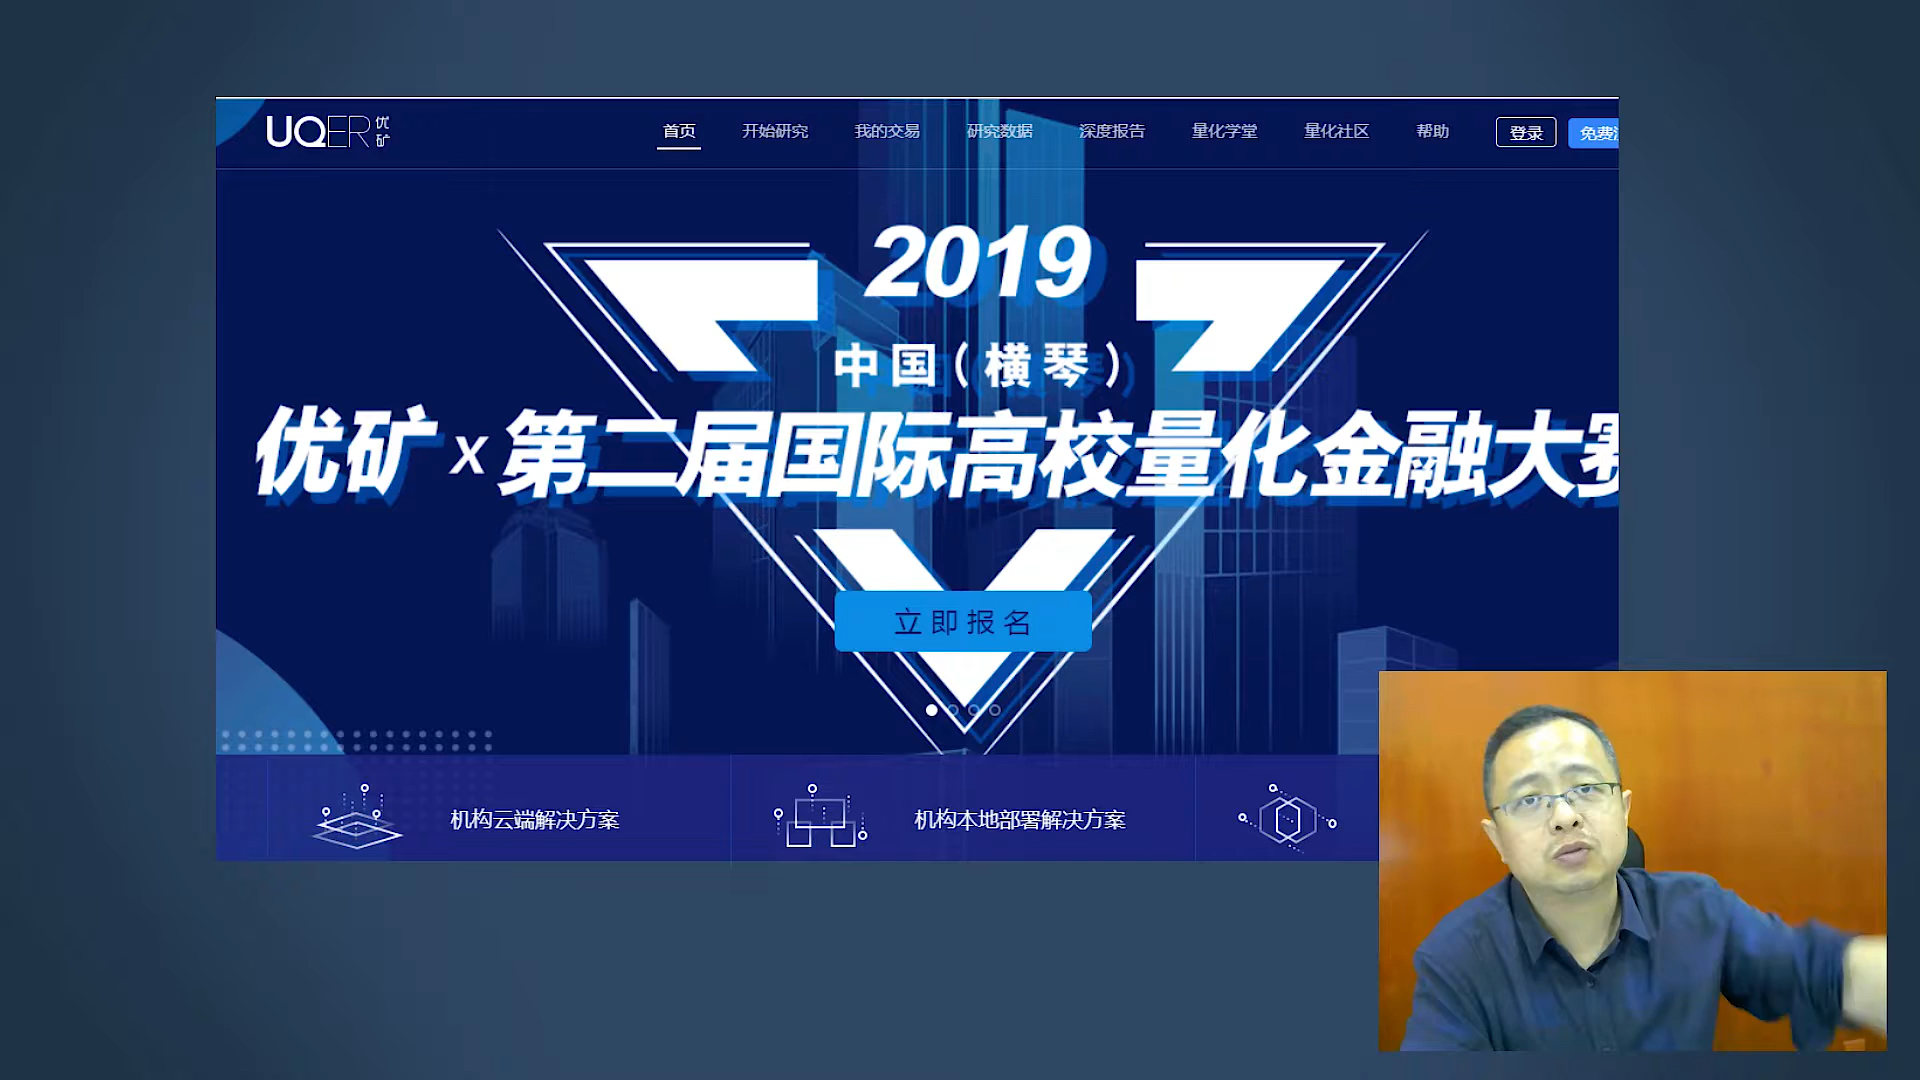 UQER 优矿
首页 开始研究 我的交易 研究数据 深度报告 量化学堂 量化社区 帮助 登录 免费
2019
中国(横琴)
优矿 x 第二届国际高校量化金融大赛
立即报名
机构云端解决方案 机构本地部署解决方案